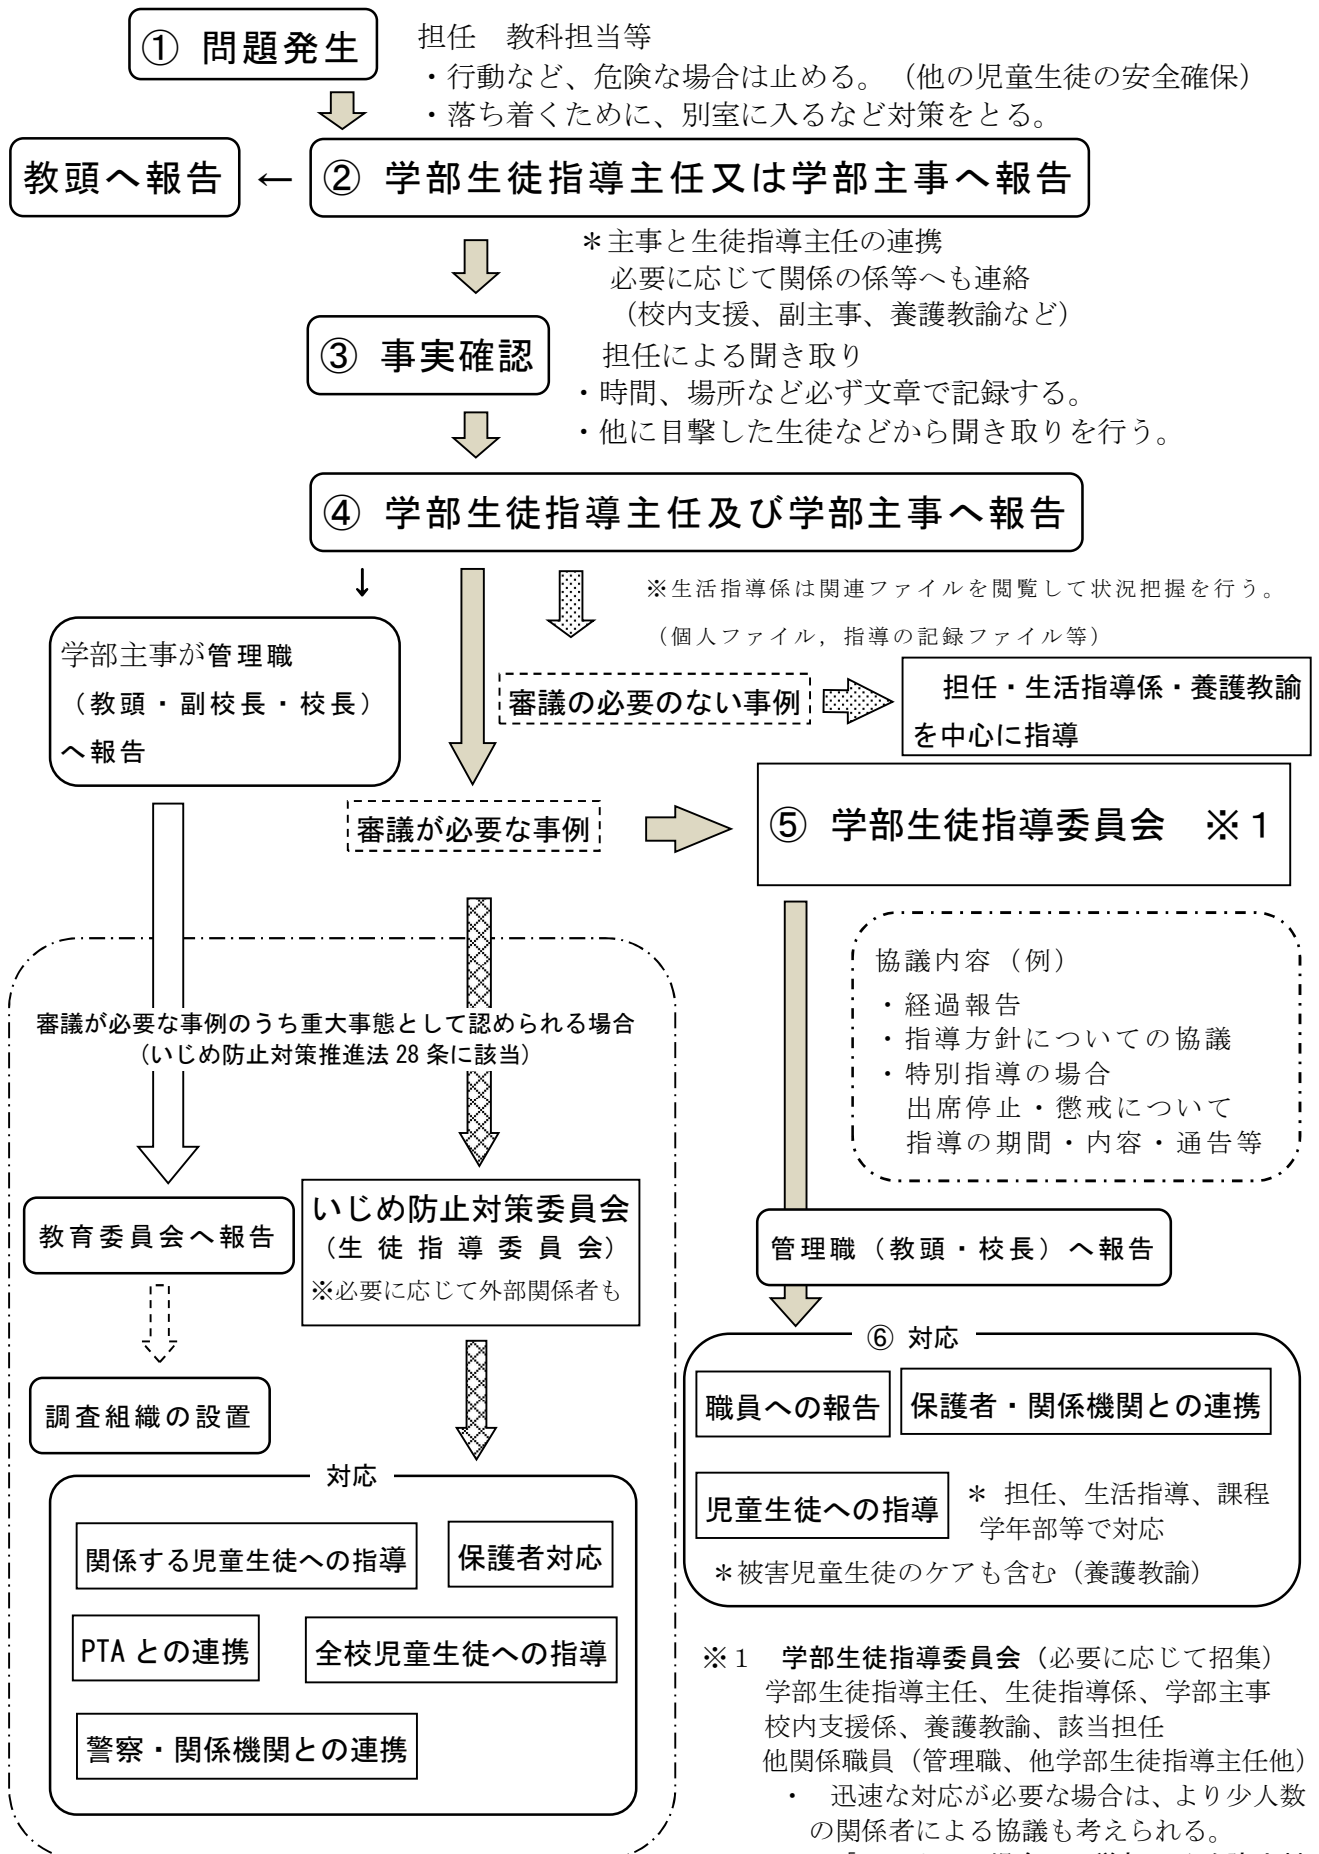 ① 問題発生
担任　教科担当等
・行動など、危険な場合は止める。（他の児童生徒の安全確保）
・落ち着くために、別室に入るなど対策をとる。
教頭へ報告
←
② 学部生徒指導主任又は学部主事へ報告
＊主事と生徒指導主任の連携
必要に応じて関係の係等へも連絡
（校内支援、副主事、養護教諭など）
③ 事実確認
担任による聞き取り
・時間、場所など必ず文章で記録する。
・他に目撃した生徒などから聞き取りを行う。
④ 学部生徒指導主任及び学部主事へ報告
↓
※生活指導係は関連ファイルを閲覧して状況把握を行う。
（個人ファイル，指導の記録ファイル等）
学部主事が管理職
（教頭・副校長・校長）
へ報告
審議の必要のない事例
担任・生活指導係・養護教諭
を中心に指導
審議が必要な事例
⑤ 学部生徒指導委員会　※１
協議内容（例）
・経過報告
・指導方針についての協議
・特別指導の場合
出席停止・懲戒について
指導の期間・内容・通告等
審議が必要な事例のうち重大事態として認められる場合
（いじめ防止対策推進法 28 条に該当）
教育委員会へ報告
いじめ防止対策委員会
（生 徒 指 導 委 員 会）
※必要に応じて外部関係者も
管理職（教頭・校長）へ報告
調査組織の設置
⑥ 対応
職員への報告
保護者・関係機関との連携
児童生徒への指導
＊ 担任、生活指導、課程
学年部等で対応
＊被害児童生徒のケアも含む（養護教諭）
対応
関係する児童生徒への指導
保護者対応
PTA との連携
全校児童生徒への指導
警察・関係機関との連携
※１　学部生徒指導委員会（必要に応じて招集）
学部生徒指導主任、生徒指導係、学部主事
校内支援係、養護教諭、該当担任
他関係職員（管理職、他学部生徒指導主任他）
・　迅速な対応が必要な場合は、より少人数
の関係者による協議も考えられる。